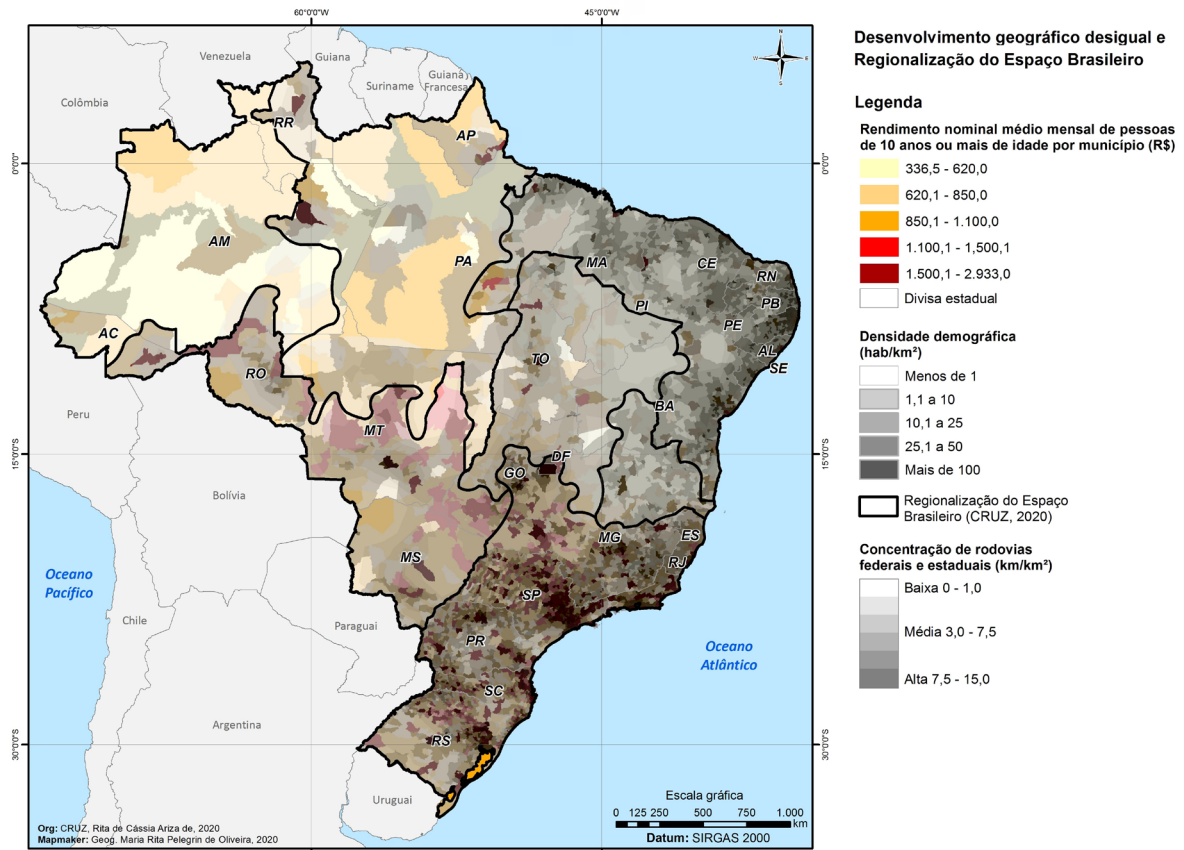 60°0'0"W
45°0'0"W
Desenvolvimento geográfico desigual e
Regionalização do Espaço Brasileiro
Legenda
Rendimento nominal médio mensal de pessoas
de 10 anos ou mais de idade por município (R$)
336,5 - 620,0
620,1 - 850,0
850,1 - 1.100,0
1.100,1 - 1,500,1
1.500,1 - 2.933,0
Divisa estadual
Densidade demográfica
(hab/km²)
Menos de 1
1,1 a 10
10,1 a 25
25,1 a 50
Mais de 100
Regionalização do Espaço
Brasileiro (CRUZ, 2020)
Concentração de rodovias
federais e estaduais (km/km²)
Baixa 0 - 1,0
Média 3,0 - 7,5
Alta 7,5 - 15,0
N
W
E
S
Venezuela
Guiana
Suriname
Guiana
Francesa
Colômbia
RR
AP
0°0'0"
0°0'0"
AM
PA
MA
CE
RN
PI
PB
PE
AC
AL
SE
TO
RO
BA
Peru
MT
15°0'0"S
15°0'0"S
DF
GO
Bolívia
MG
ES
MS
RJ
Oceano
Pacífico
SP
Chile
Paraguai
PR
Oceano
Atlântico
SC
Argentina
RS
30°0'0"S
30°0'0"S
Uruguai
Escala gráfica
0 125 250 500 750 1.000
km
Datum: SIRGAS 2000
Org: CRUZ, Rita de Cássia Ariza de, 2020
Mapmaker: Geog. Maria Rita Pelegrin de Oliveira, 2020